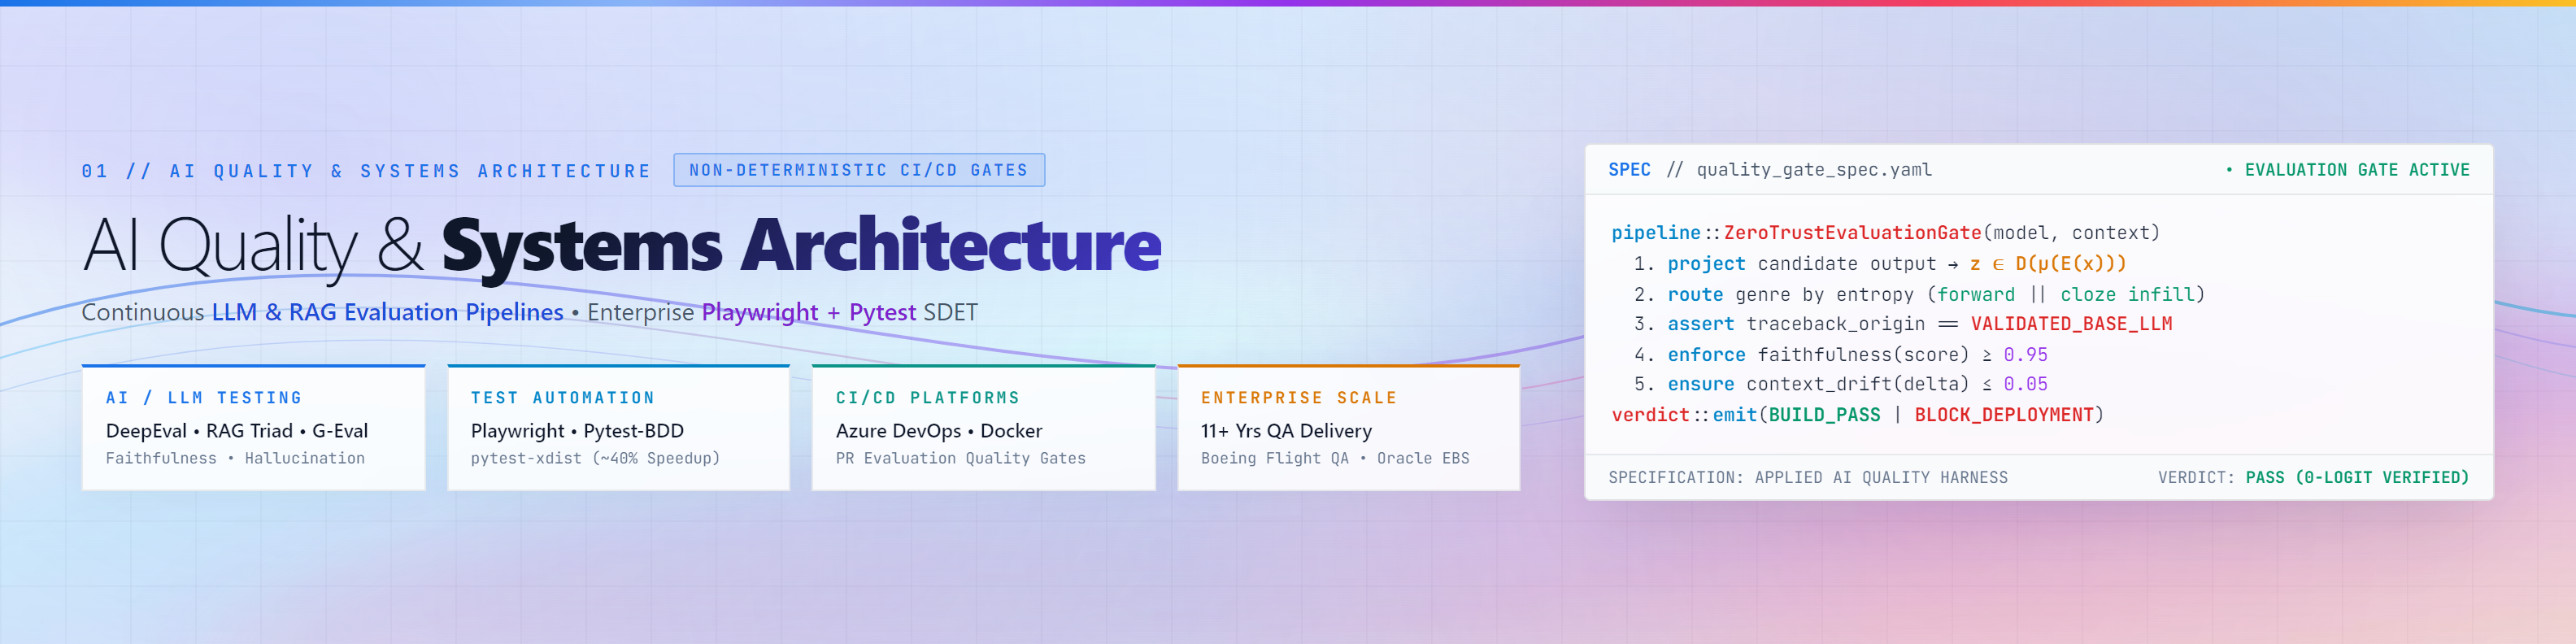 01 // AI QUALITY & SYSTEMS ARCHITECTURE
NON-DETERMINISTIC CI/CD GATES
AI Quality & Systems Architecture
Continuous LLM & RAG Evaluation Pipelines • Enterprise Playwright + Pytest SDET
AI / LLM TESTING
DeepEval • RAG Triad • G-Eval
Faithfulness • Hallucination
TEST AUTOMATION
Playwright • Pytest-BDD
pytest-xdist (~40% Speedup)
CI/CD PLATFORMS
Azure DevOps • Docker
PR Evaluation Quality Gates
ENTERPRISE SCALE
11+ Yrs QA Delivery
Boeing Flight QA • Oracle EBS
SPEC // quality_gate_spec.yaml
• EVALUATION GATE ACTIVE
pipeline::ZeroTrustEvaluationGate(model, context)
1. project candidate output → z ∈ D(μ(E(x)))
2. route genre by entropy (forward || cloze infill)
3. assert traceback_origin == VALIDATED_BASE_LLM
4. enforce faithfulness(score) ≥ 0.95
5. ensure context_drift(delta) ≤ 0.05
verdict::emit(BUILD_PASS | BLOCK_DEPLOYMENT)
SPECIFICATION: APPLIED AI QUALITY HARNESS
VERDICT: PASS (0-LOGIT VERIFIED)